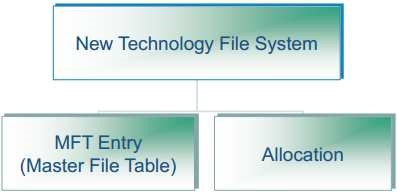 New Technology File System
MFT Entry
(Master File Table)
Allocation